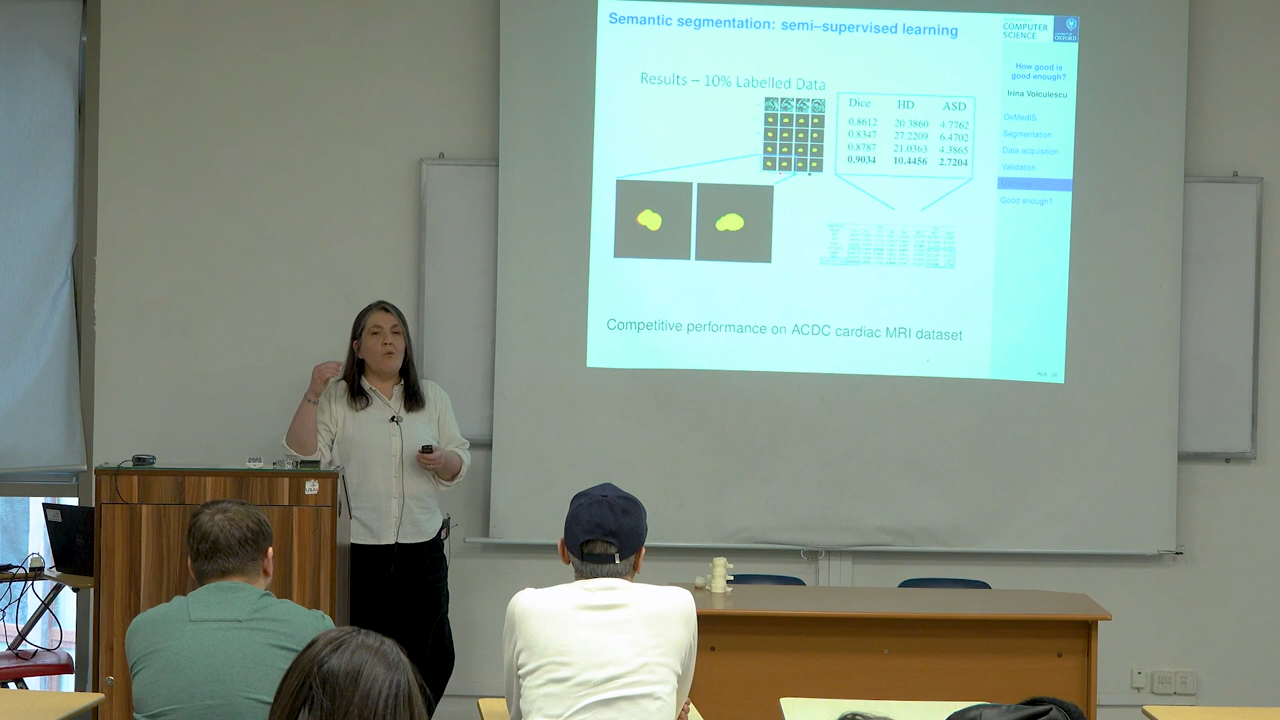 Semantic segmentation: semi–supervised learning
COMPUTER
SCIENCE
OXFORD
How good is
good enough?
Irina Voiculescu
OxMedIS
Segmentation
Data acquisition
Validation
Good enough?
Results – 10% Labelled Data
Dice HD ASD
0.8612 20.3860 4.7762
0.8347 27.2209 6.4702
0.8787 21.0363 4.3865
0.9034 10.4456 2.7204
Competitive performance on ACDC cardiac MRI dataset